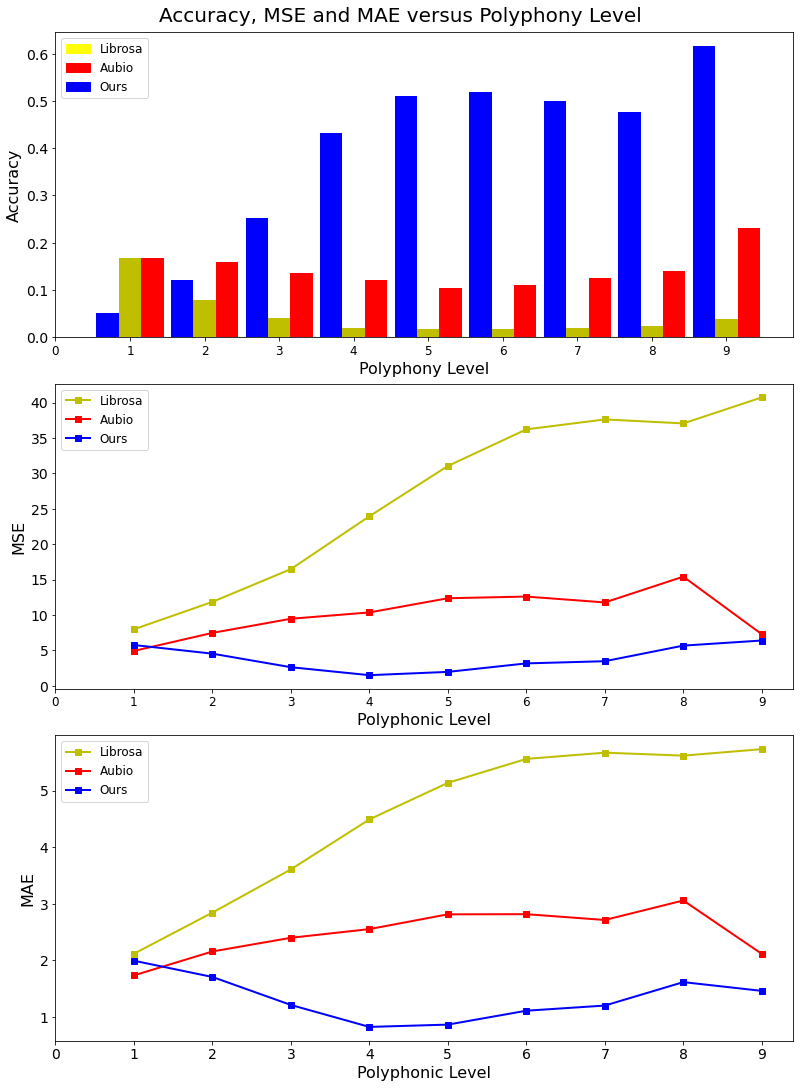 Accuracy, MSE and MAE versus Polyphony Level
Librosa
Aubio
Ours
0.6
0.5
0.4
0.3
0.2
0.1
0.0
Accuracy
0 1 2 3 4 5 6 7 8 9
Polyphony Level
Librosa
Aubio
Ours
40
35
30
25
20
15
10
5
0
MSE
0 1 2 3 4 5 6 7 8 9
Polyphonic Level
Librosa
Aubio
Ours
5
4
3
2
1
MAE
0 1 2 3 4 5 6 7 8 9
Polyphonic Level